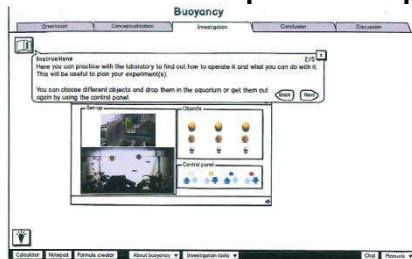 Buoyancy
Orientation
Conceptualization
Investigation
Conclusion
Discussion
Instructions
2/5
Here you can practice with the laboratory to find out how to operate it and what you can do with it.
This will be useful to plan your experiment(s).
You can choose different objects and drop them in the aquarium or get them out
again by using the control panel
Back
Next
Set-up
Objects
Control panel
Calculator
Notepad
Formula creator
About buoyancy
Investigation tools
Chat
Manuals